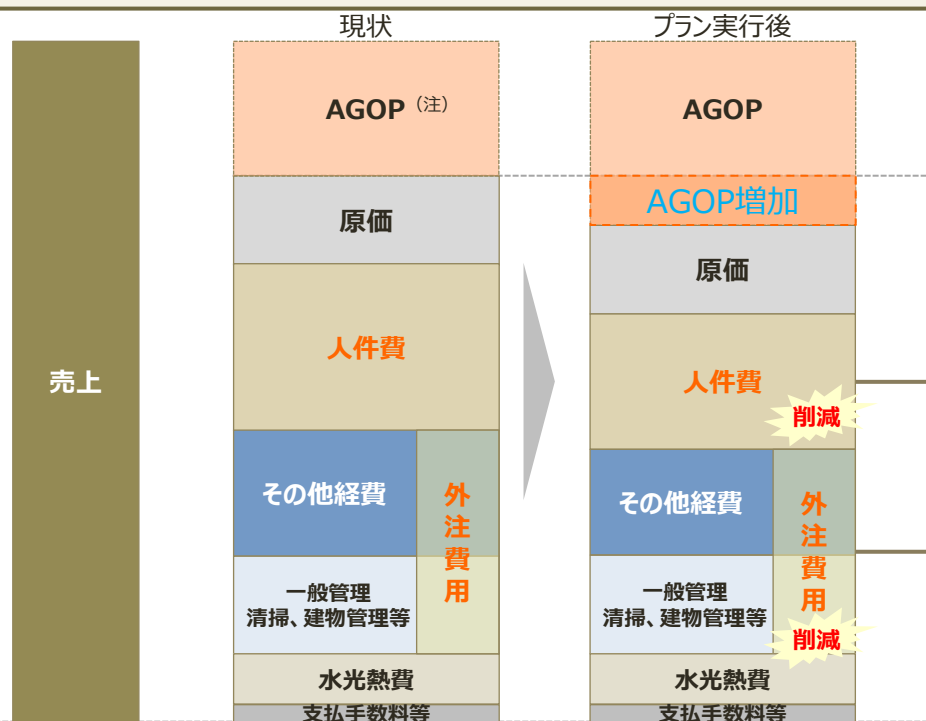 現状
プラン実行後
売上
AGOP（注）
原価
人件費
その他経費
外注費用
一般管理
清掃、建物管理等
水光熱費
支払手数料等
AGOP
AGOP増加
原価
人件費
削減
その他経費
外注費用
一般管理
清掃、建物管理等
削減
水光熱費
支払手数料等